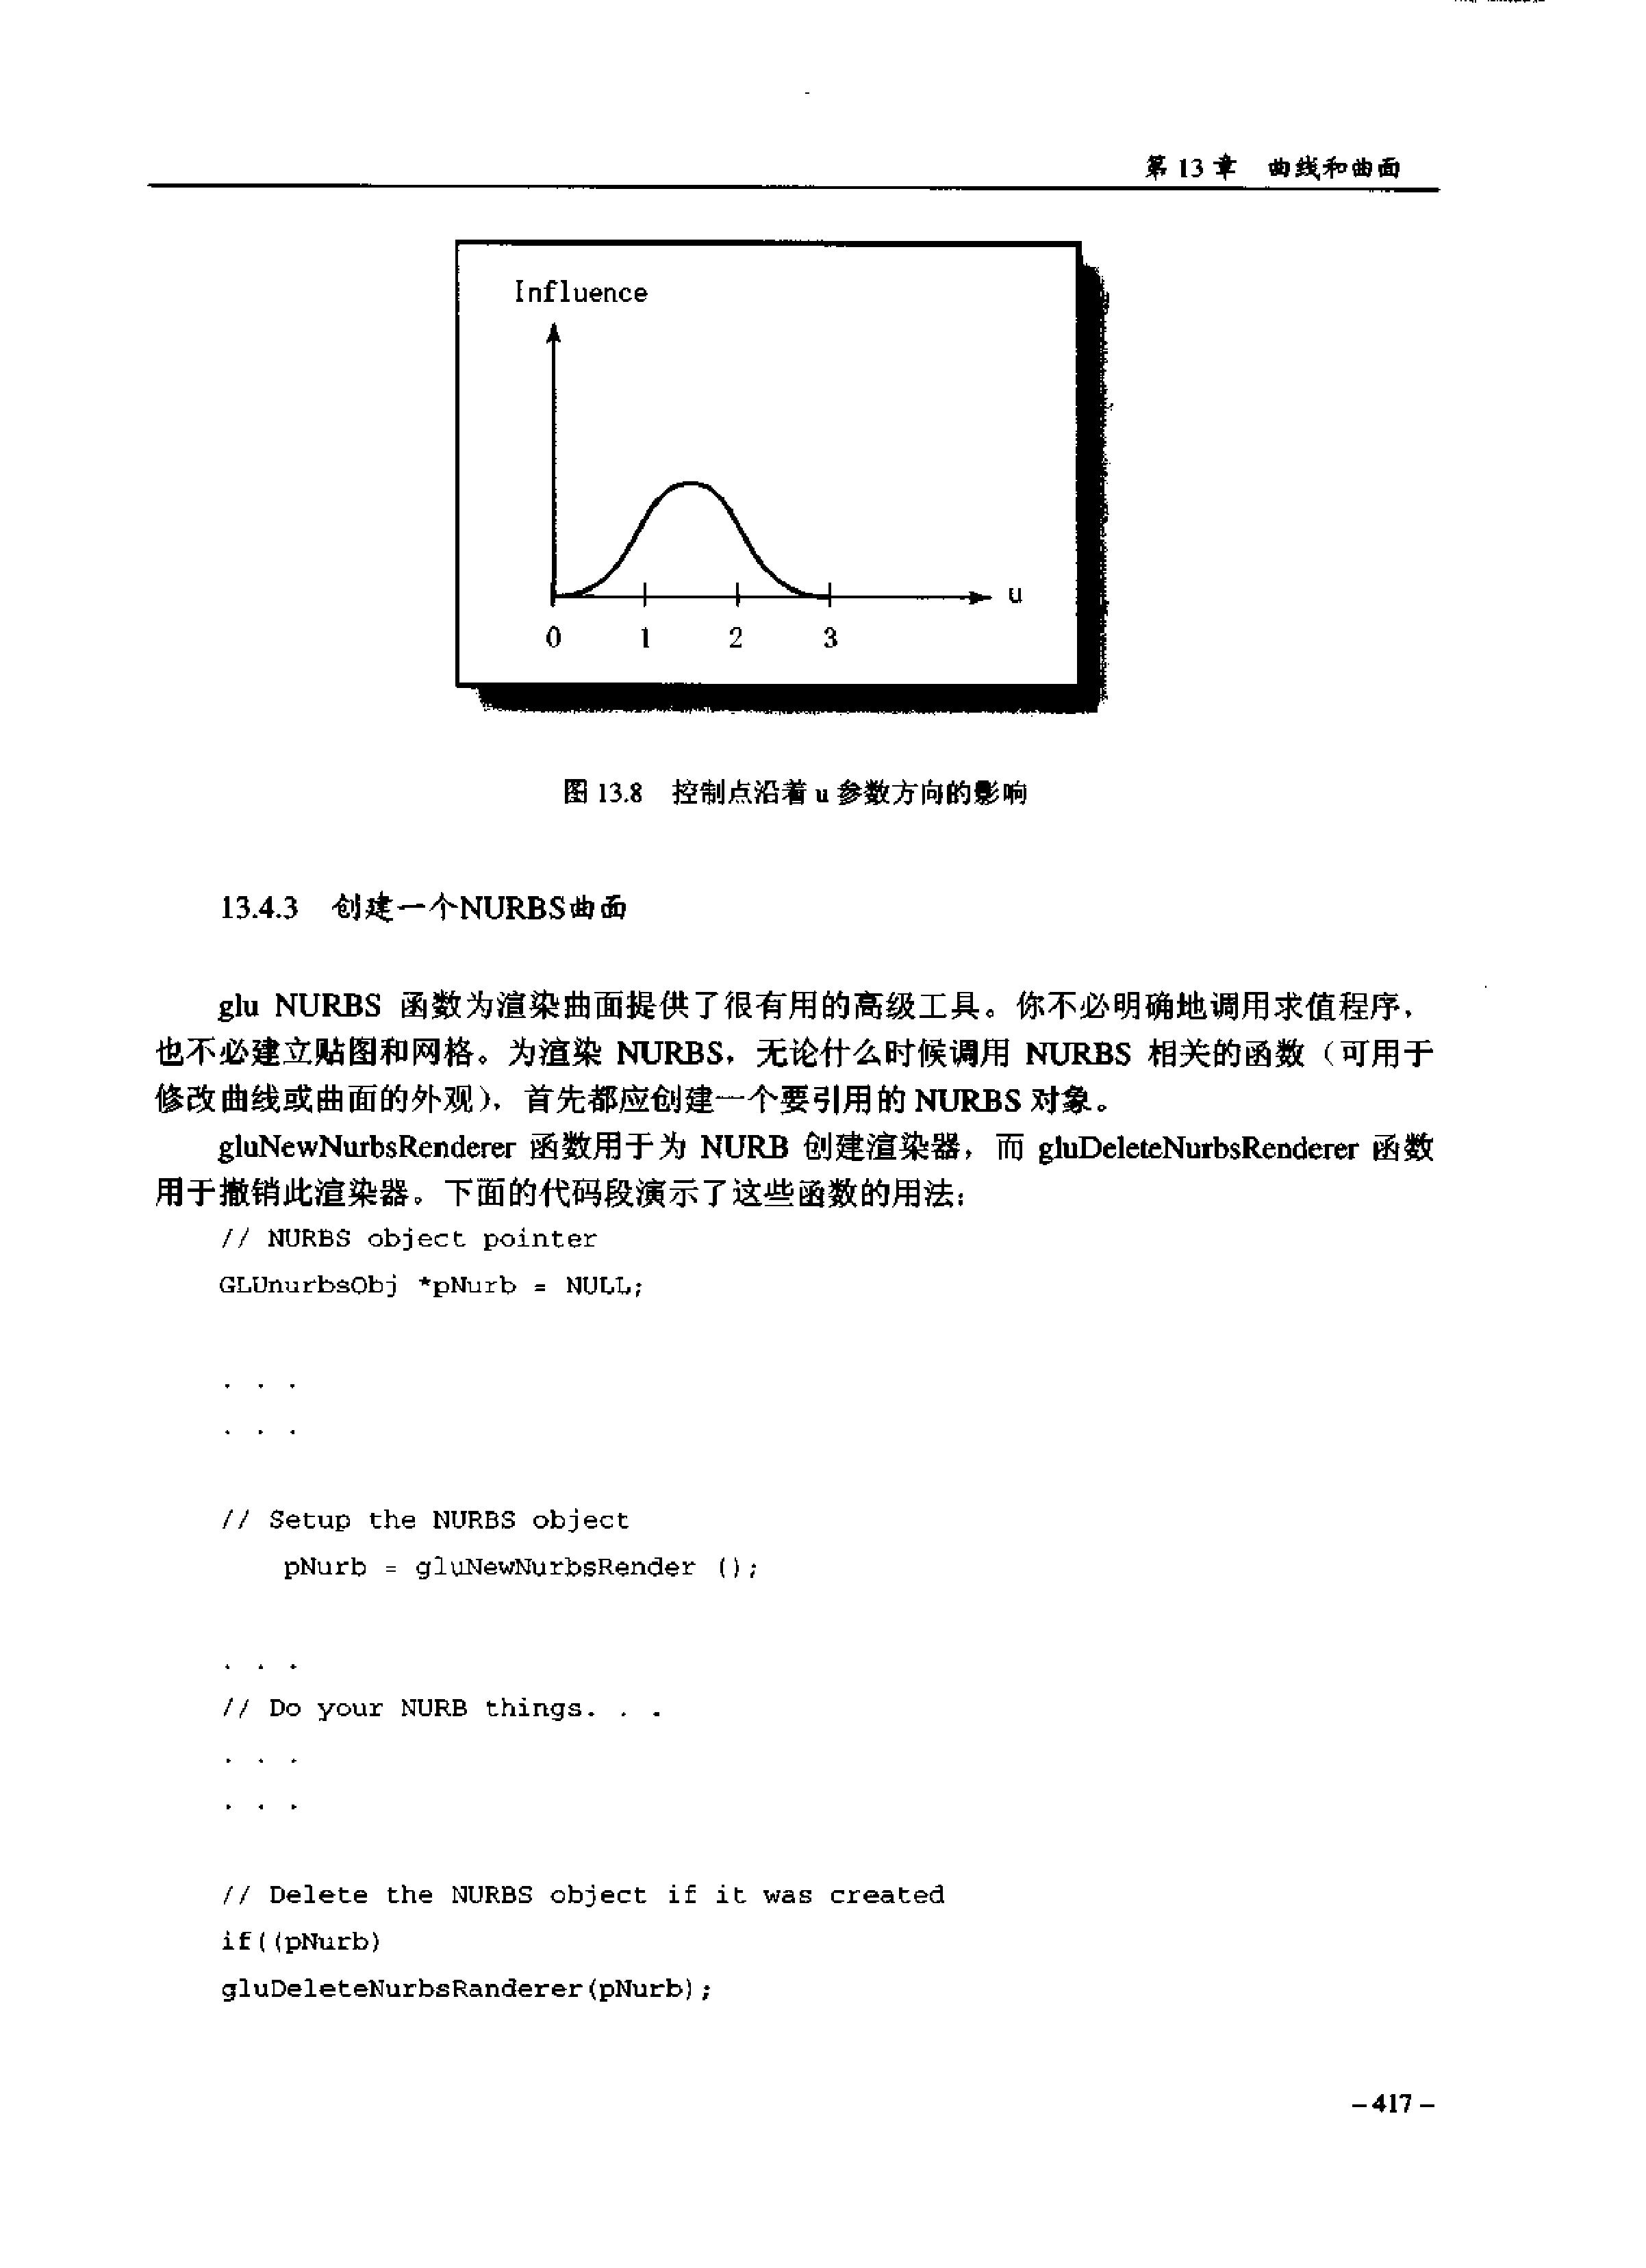 第 13 章 曲线和曲面
Influence
u
0 1 2 3
图 13.8 控制点沿着 u 参数方向的影响
13.4.3 创建一个NURBS曲面
glu NURBS 函数为渲染曲面提供了很有用的高级工具。你不必明确地调用求值程序，
也不必建立贴图和网格。为渲染 NURBS，无论什么时候调用 NURBS 相关的函数（可用于
修改曲线或曲面的外观），首先都应创建一个要引用的 NURBS 对象。
gluNewNurbsRenderer 函数用于为 NURB 创建渲染器，而 gluDeleteNurbsRenderer 函数
用于撤销此渲染器。下面的代码段演示了这些函数的用法：
// NURBS object pointer
GLUnurbsObj *pNurb = NULL;
. . .
. . .
// Setup the NURBS object
pNurb = gluNewNurbsRender ();
. . .
// Do your NURB things. . .
. . .
. . .
// Delete the NURBS object if it was created
if((pNurb)
gluDeleteNurbsRanderer(pNurb);
-417-